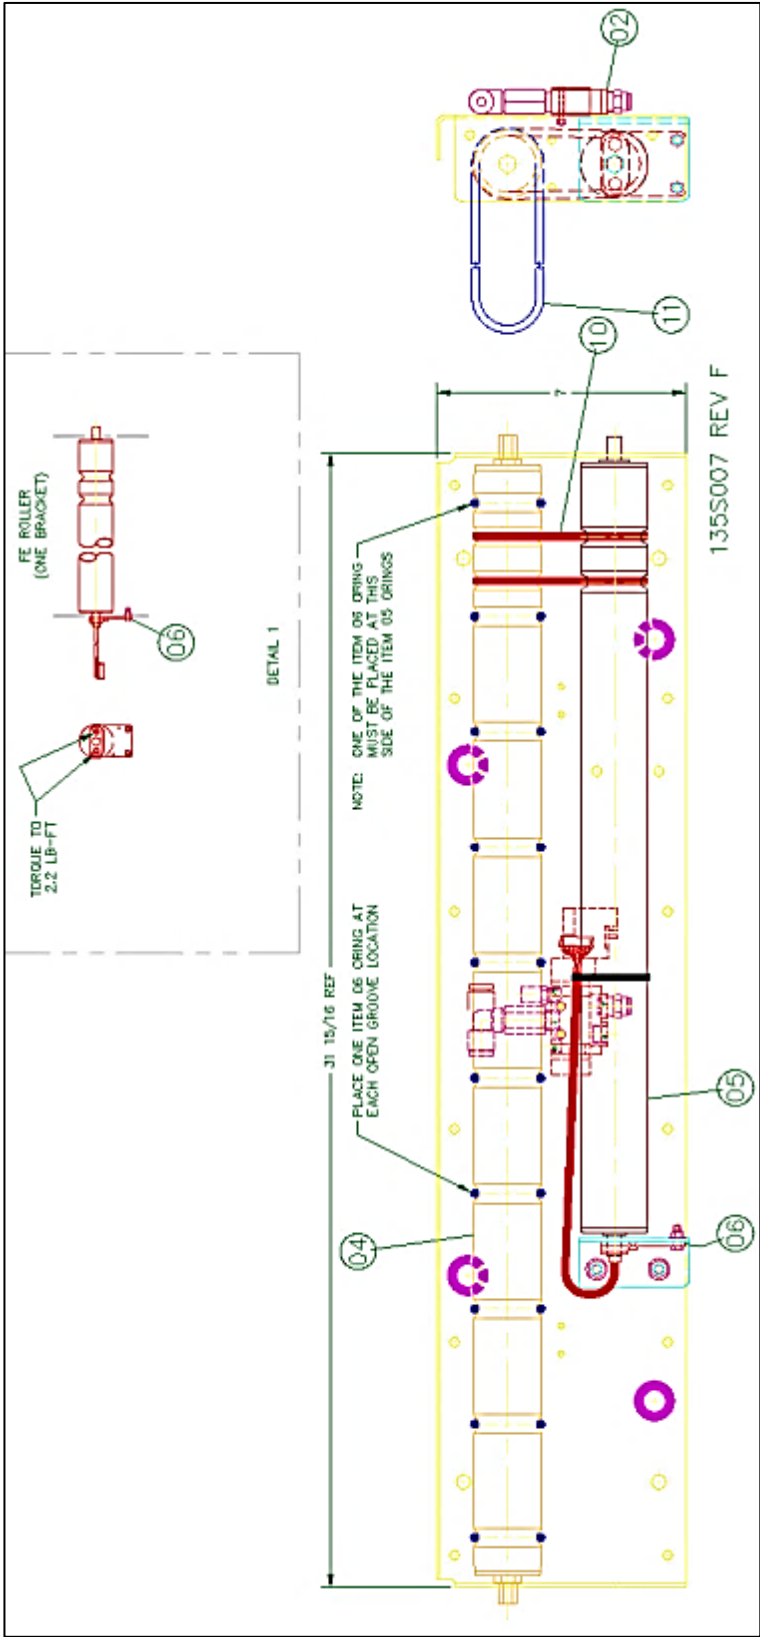 TORQUE TO
2.2 LB-FT
FE ROLLER
(ONE BRACKET)
06
DETAIL 1
31 15/16 REF
PLACE ONE ITEM 06 ORING AT
EACH OPEN GROOVE LOCATION
NOTE: ONE OF THE ITEM 06 ORING
MUST BE PLACED AT THIS
SIDE OF THE ITEM 05 ORINGS
04
7
10
06
05
11
02
135S007 REV F